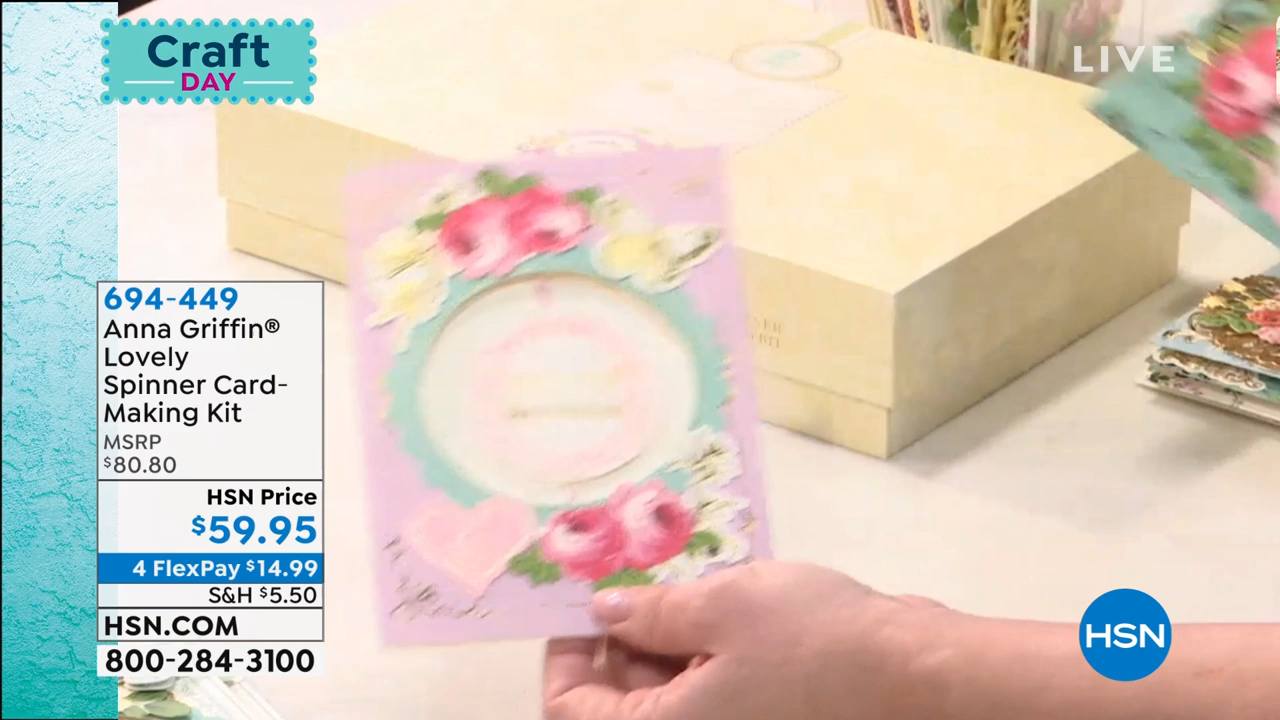 Craft
DAY
LIVE
694-449
Anna Griffin®
Lovely
Spinner Card-
Making Kit
MSRP
$80.80
HSN Price
$59.95
4 FlexPay $14.99
S&H $5.50
HSN.COM
800-284-3100
HSN